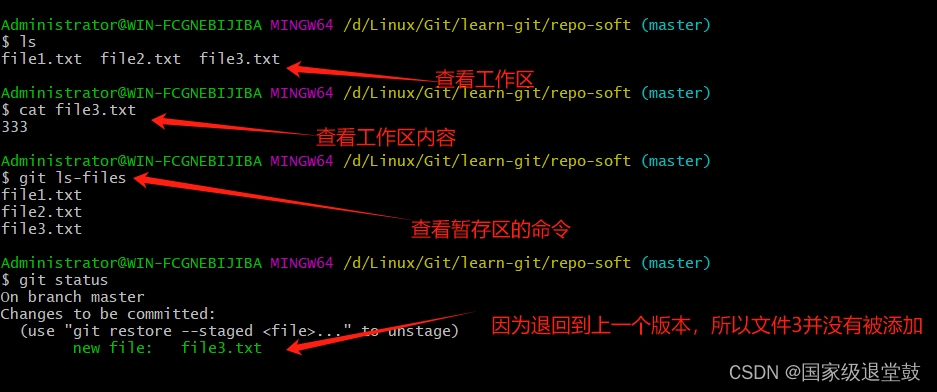 Administrator@WIN-FCGNEBIJIBA MINGW64 /d/Linux/Git/learn-git/repo-soft (master)
$ ls
file1.txt  file2.txt  file3.txt
查看工作区
Administrator@WIN-FCGNEBIJIBA MINGW64 /d/Linux/Git/learn-git/repo-soft (master)
$ cat file3.txt
333
查看工作区内容
Administrator@WIN-FCGNEBIJIBA MINGW64 /d/Linux/Git/learn-git/repo-soft (master)
$ git ls-files
file1.txt
file2.txt
file3.txt
查看暂存区的命令
Administrator@WIN-FCGNEBIJIBA MINGW64 /d/Linux/Git/learn-git/repo-soft (master)
$ git status
On branch master
Changes to be committed:
(use "git restore --staged <file>..." to unstage)
new file:   file3.txt
因为退回到上一个版本，所以文件3并没有被添加
CSDN @国家级退堂鼓